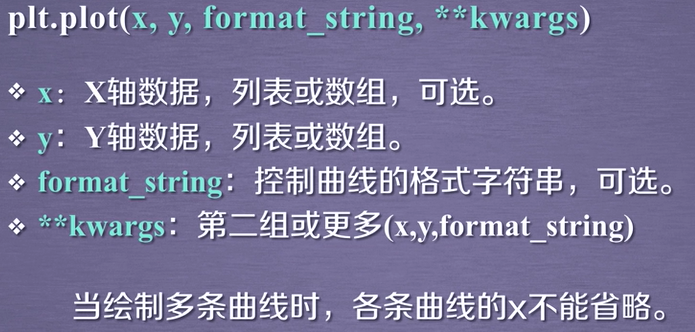 plt.plot(x, y, format_string, **kwargs)
❖ x：X轴数据，列表或数组，可选。
❖ y：Y轴数据，列表或数组。
❖ format_string：控制曲线的格式字符串，可选。
❖ **kwargs：第二组或更多(x,y,format_string)
当绘制多条曲线时，各条曲线的x不能省略。